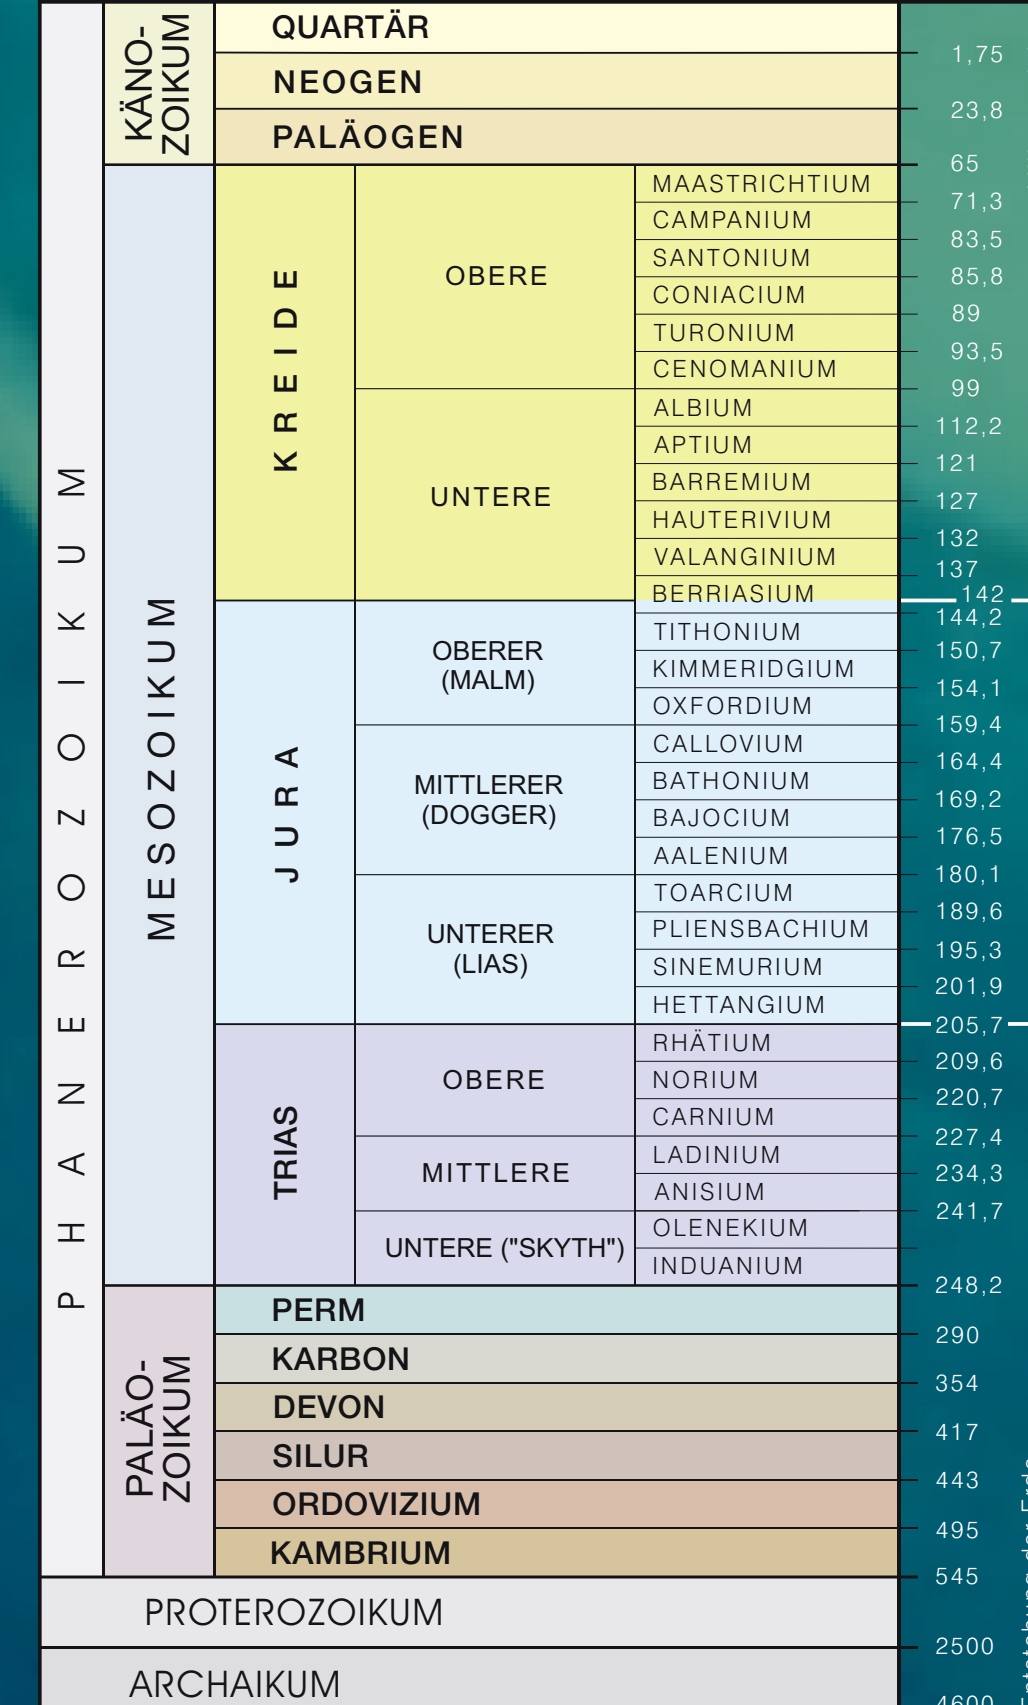 PHANEROZOIKUM
KÄNO-
ZOIKUM
QUARTÄR
1,75
NEOGEN
23,8
PALÄOGEN
65
MESOZOIKUM
KREIDE
OBERE
MAASTRICHTIUM
71,3
CAMPANIUM
83,5
SANTONIUM
85,8
CONIACIUM
89
TURONIUM
93,5
CENOMANIUM
99
UNTERE
ALBIUM
112,2
APTIUM
121
BARREMIUM
127
HAUTERIVIUM
132
VALANGINIUM
137
BERRIASIUM
142
144,2
JURA
OBERER
(MALM)
TITHONIUM
150,7
KIMMERIDGIUM
154,1
OXFORDIUM
159,4
MITTLERER
(DOGGER)
CALLOVIUM
164,4
BATHONIUM
169,2
BAJOCIUM
176,5
AALENIUM
180,1
UNTERER
(LIAS)
TOARCIUM
189,6
PLIENSBACHIUM
195,3
SINEMURIUM
201,9
HETTANGIUM
205,7
TRIAS
OBERE
RHÄTIUM
209,6
NORIUM
220,7
CARNIUM
227,4
MITTLERE
LADINIUM
234,3
ANISIUM
241,7
UNTERE ("SKYTH")
OLENEKIUM
INDUANIUM
248,2
PALÄO-
ZOIKUM
PERM
290
KARBON
354
DEVON
417
SILUR
443
ORDOVIZIUM
495
KAMBRIUM
545
PROTEROZOIKUM
2500
ARCHAIKUM
4600